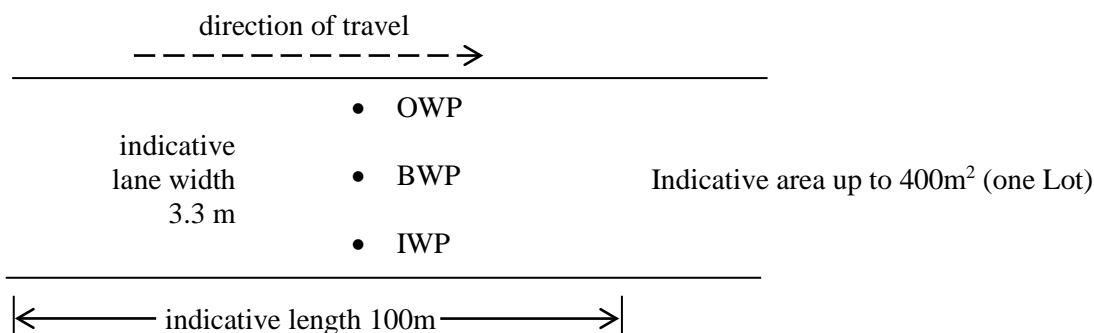 direction of travel
• OWP
indicative
lane width
3.3 m
• BWP
Indicative area up to 400m² (one Lot)
• IWP
indicative length 100m